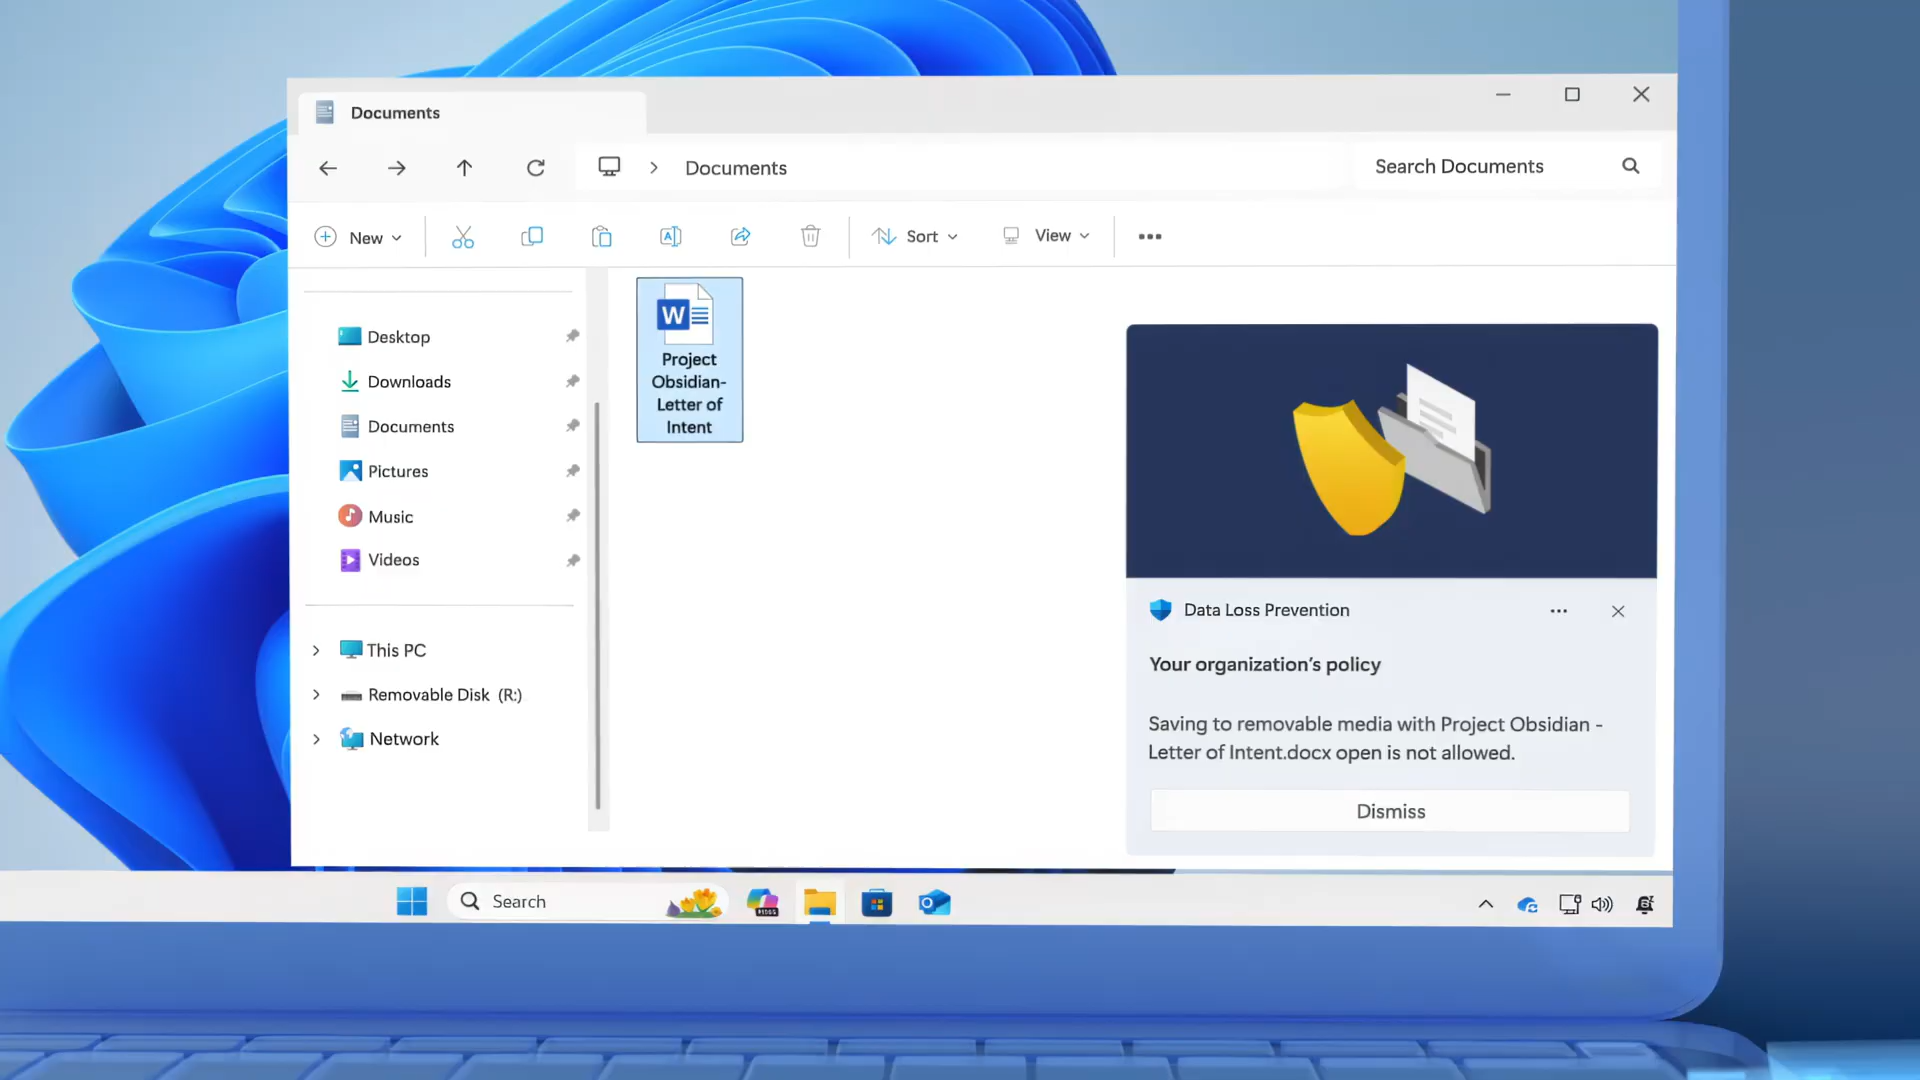 Documents
Documents
Search Documents
New
Sort
View
Desktop
Downloads
Documents
Pictures
Music
Videos
This PC
Removable Disk (R:)
Network
W
Project
Obsidian-
Letter of
Intent
Data Loss Prevention
Your organization's policy
Saving to removable media with Project Obsidian -
Letter of Intent.docx open is not allowed.
Dismiss
Search